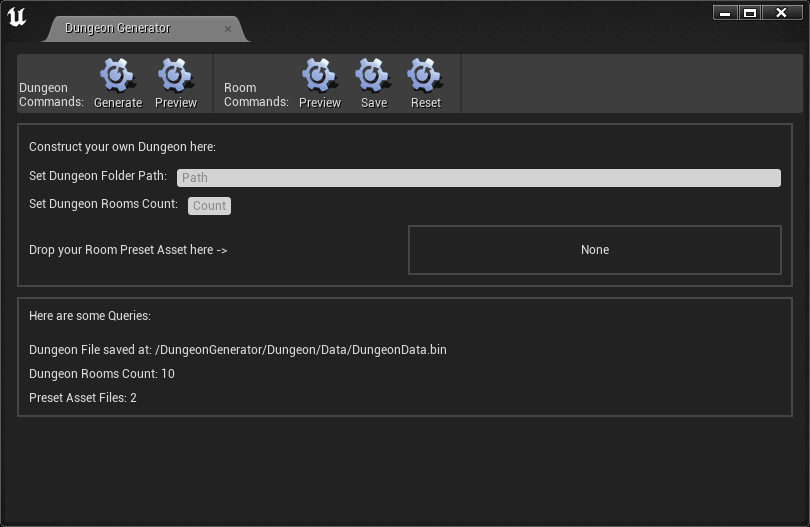 Dungeon Generator
Dungeon
Commands:
Generate
Preview
Room
Commands:
Preview
Save
Reset
Construct your own Dungeon here:
Set Dungeon Folder Path:
Path
Set Dungeon Rooms Count:
Count
Drop your Room Preset Asset here ->
None
Here are some Queries:
Dungeon File saved at: /DungeonGenerator/Dungeon/Data/DungeonData.bin
Dungeon Rooms Count: 10
Preset Asset Files: 2